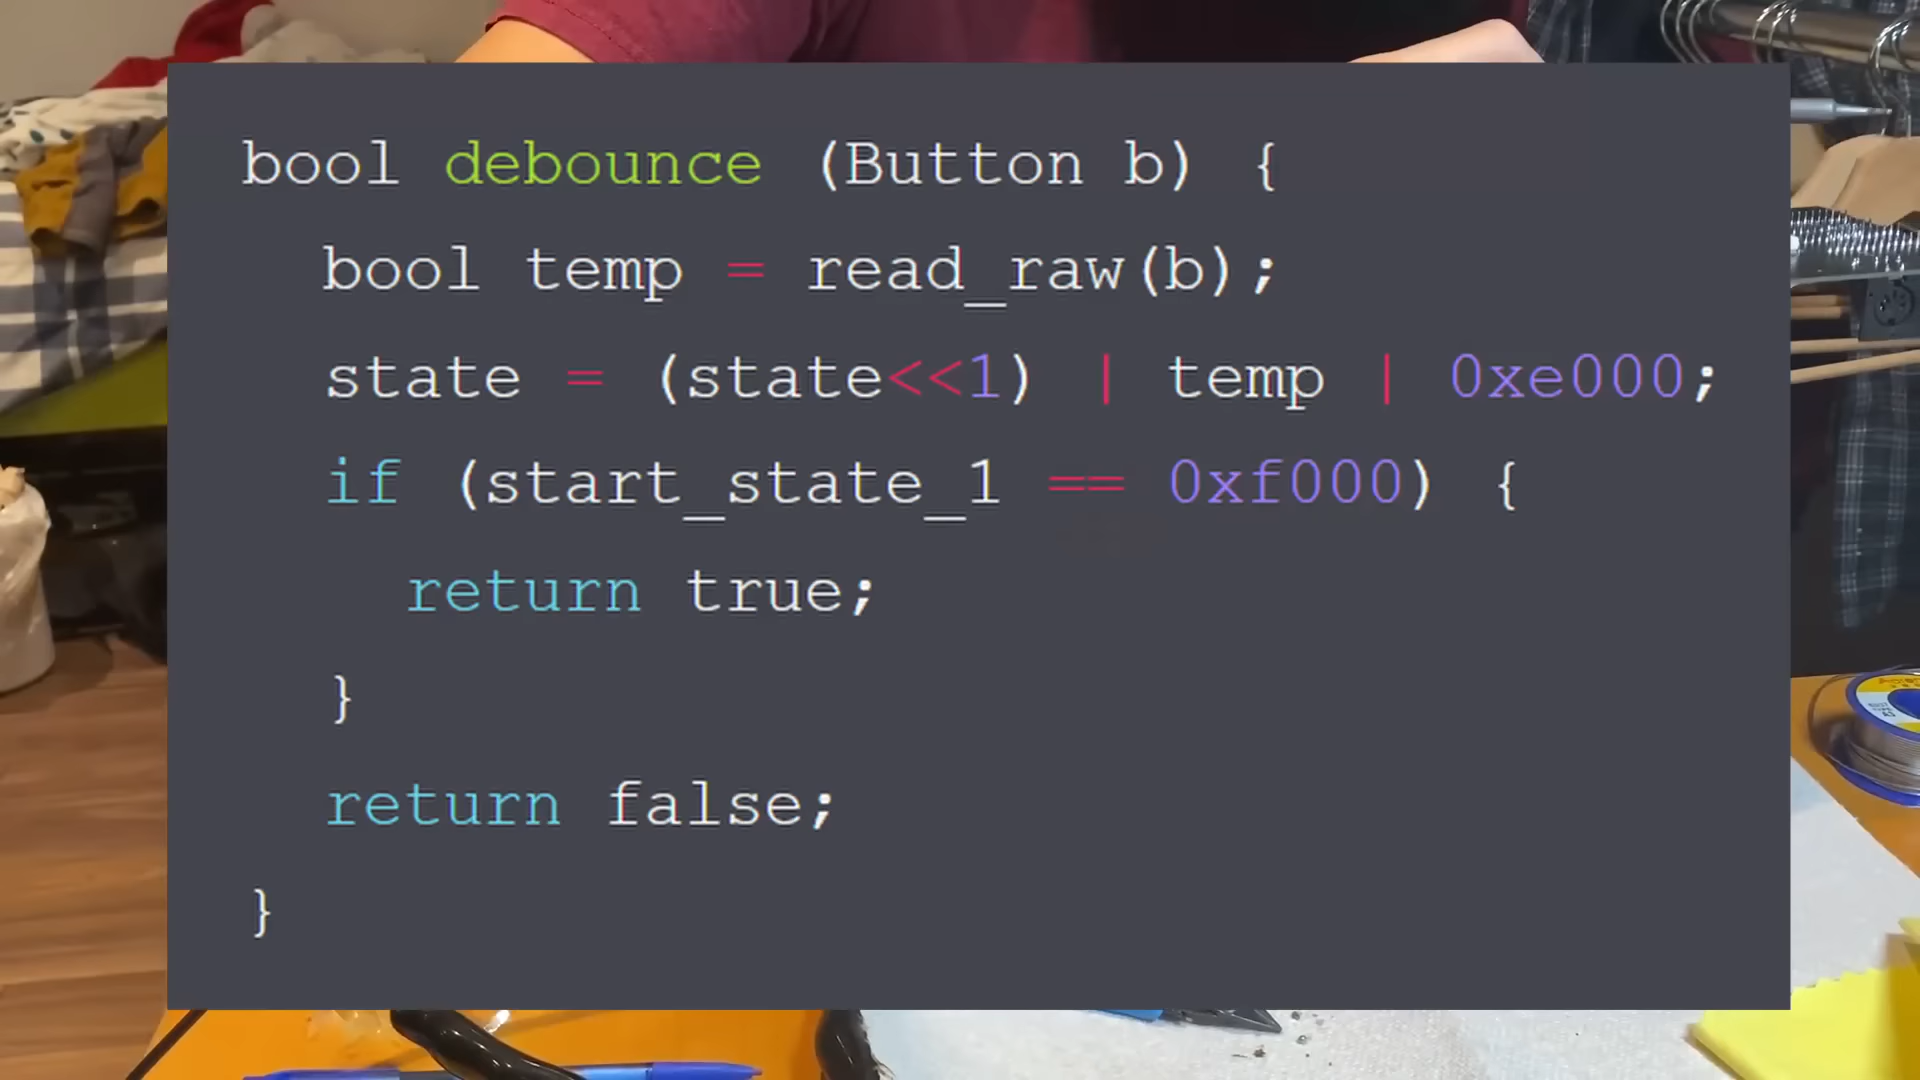 bool debounce (Button b) {
bool temp = read_raw(b);
state = (state<<1) | temp | 0xe000;
if (start_state_1 == 0xf000) {
return true;
}
return false;
}